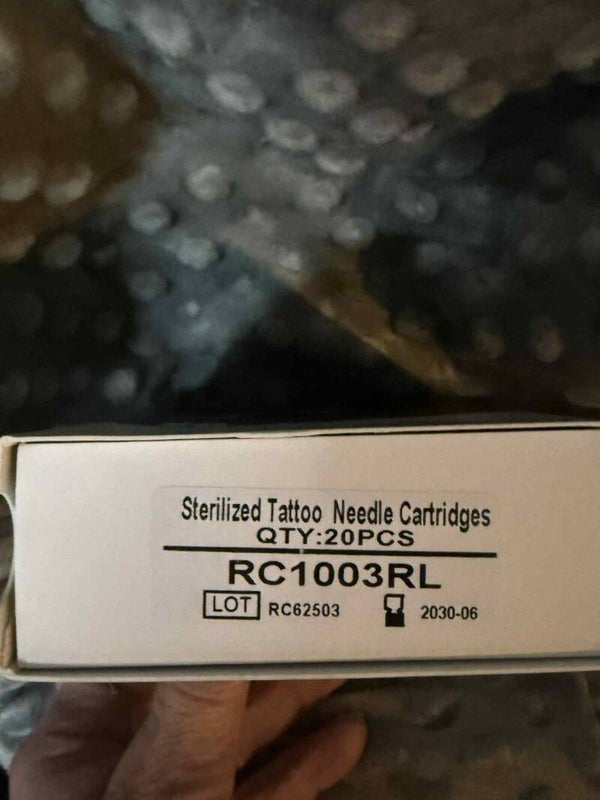 Sterilized Tattoo Needle Cartridges
QTY:20PCS
RC1003RL
LOT RC62503 2030-06